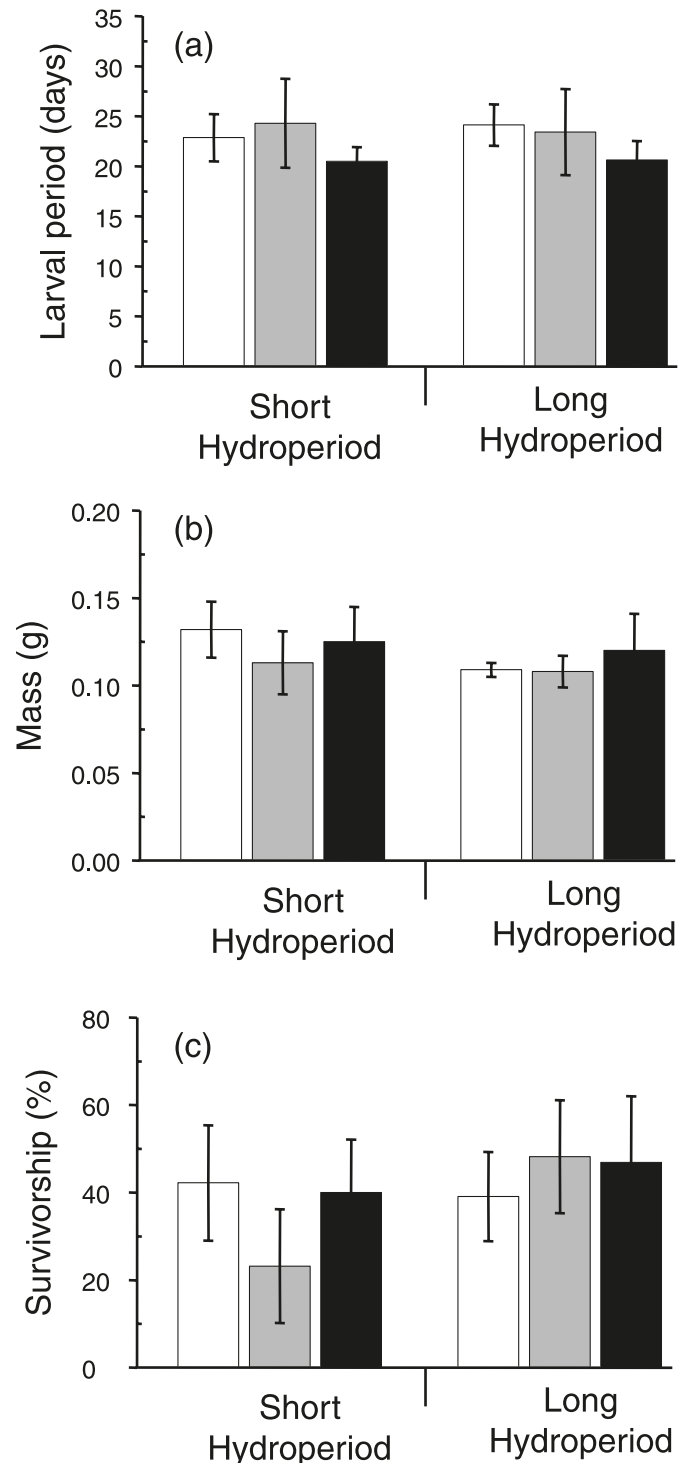 (a)
Larval period (days)
35
30
25
20
15
10
5
0
Short
Hydroperiod
Long
Hydroperiod
(b)
Mass (g)
0.20
0.15
0.10
0.05
0.00
Short
Hydroperiod
Long
Hydroperiod
(c)
Survivorship (%)
80
60
40
20
0
Short
Hydroperiod
Long
Hydroperiod